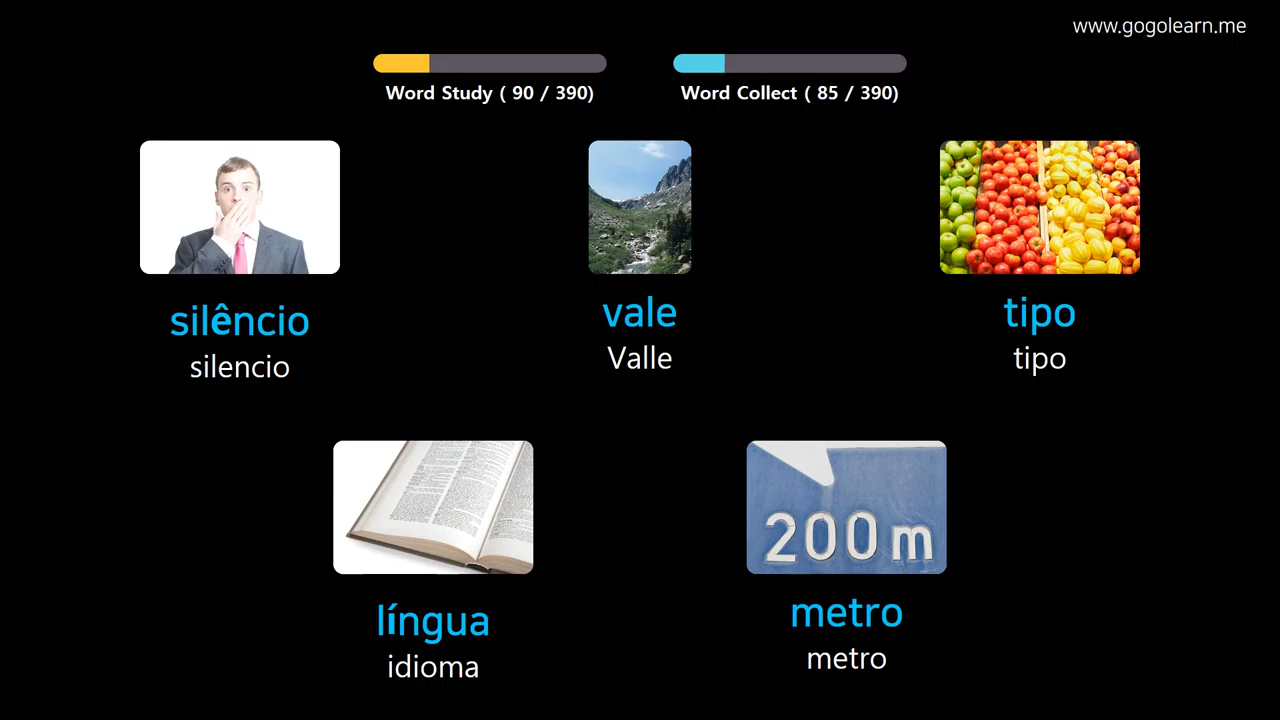 www.gogolearn.me
Word Study ( 90 / 390)
Word Collect ( 85 / 390)
silêncio
silencio
vale
Valle
tipo
tipo
200 m
língua
idioma
metro
metro